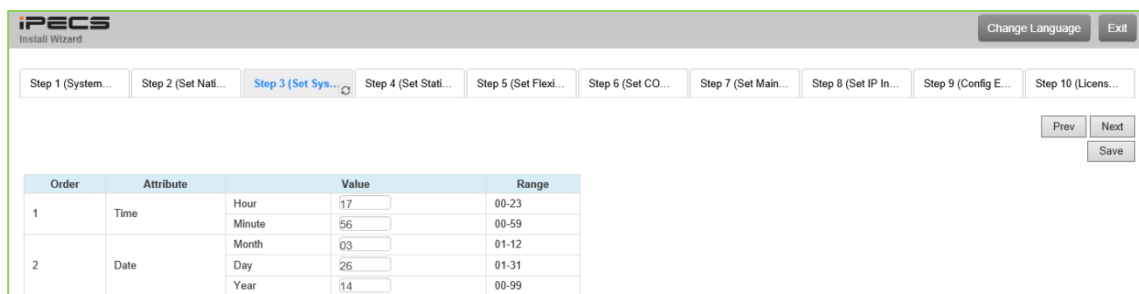 iPECS
Install Wizard
Change Language Exit
Step 1 (System... Step 2 (Set Nati... Step 3 (Set Sys... Step 4 (Set Stati... Step 5 (Set Flexi... Step 6 (Set CO... Step 7 (Set Main... Step 8 (Set IP In... Step 9 (Config E... Step 10 (Licens...
Prev Next
Save
Order Attribute Value Range
1 Time Hour 17 00-23
Minute 56 00-59
2 Date Month 03 01-12
Day 26 01-31
Year 14 00-99